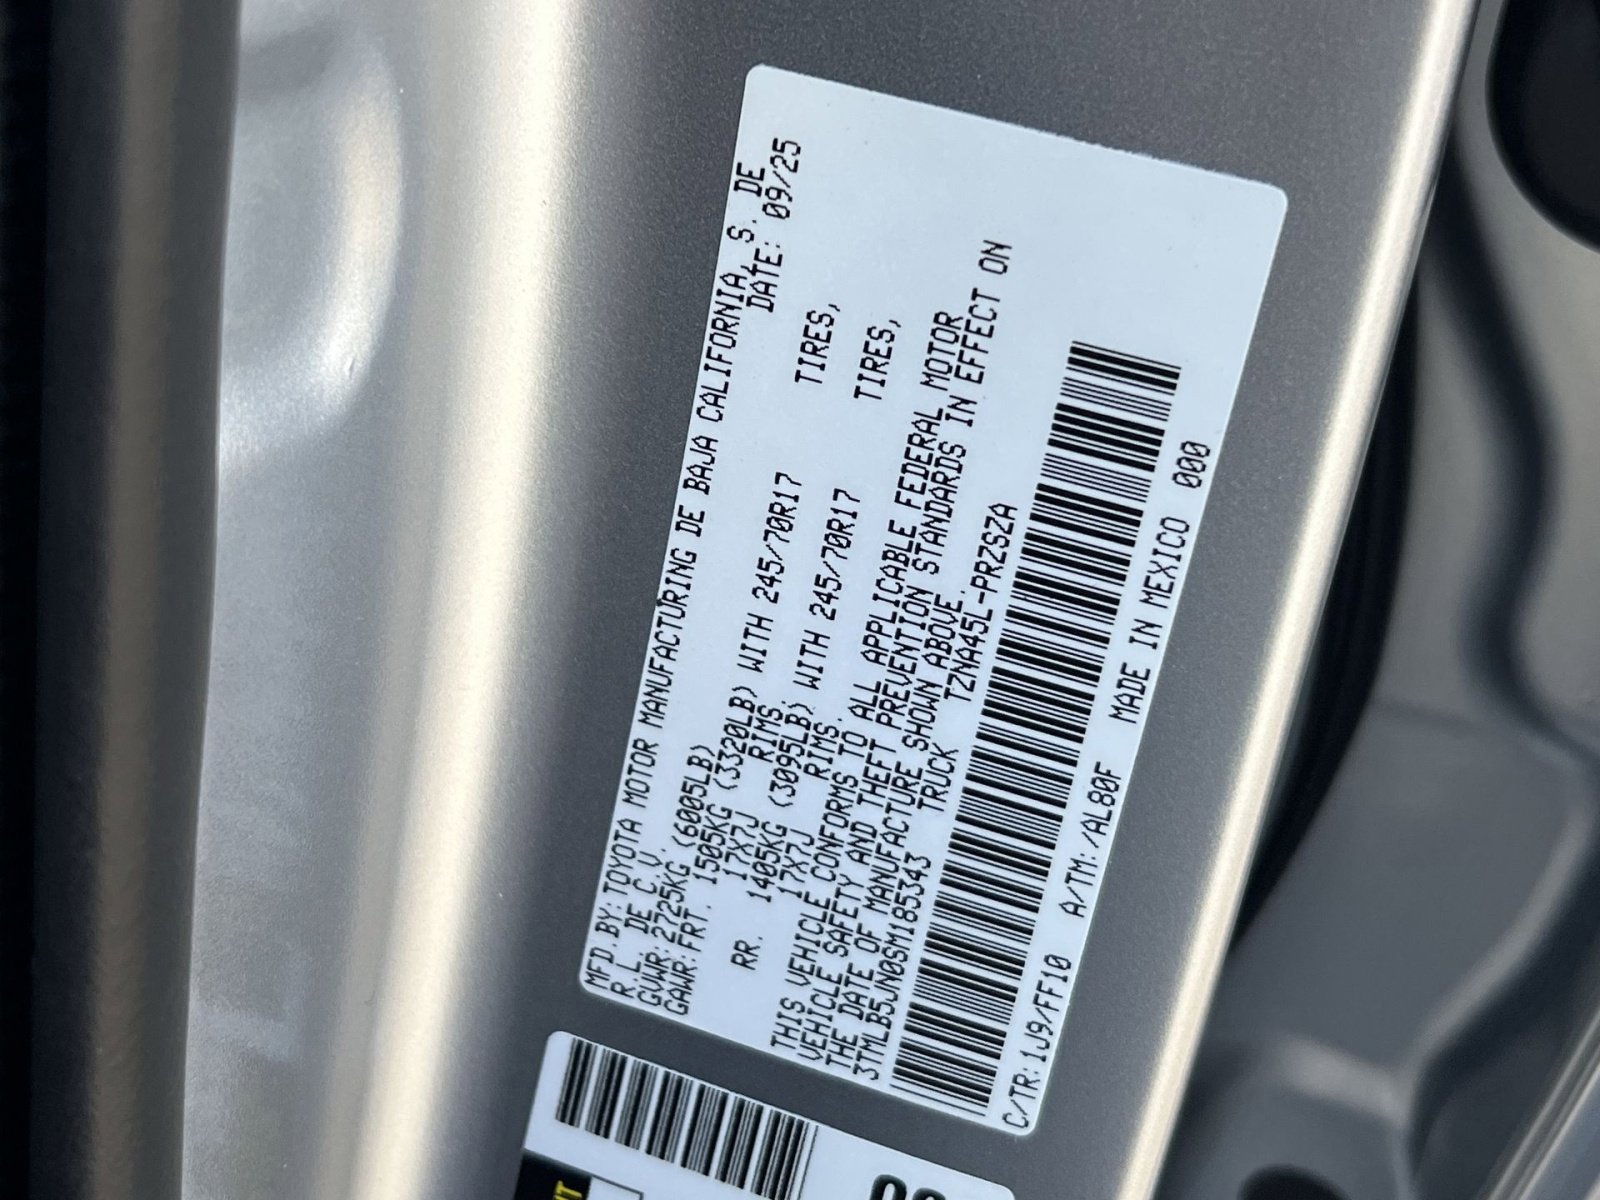 MFD.BY:TOYOTA MOTOR MANUFACTURING DE BAJA CALIFORNIA, S. DE
R.L. DE C.V. DATE: 09/25
GVWR:2725KG (6005LB)
GAWR:FRT. 1505KG (3320LB) WITH 245/70R17 TIRES,
17X7J RIMS.
RR. 1405KG (3095LB) WITH 245/70R17 TIRES,
17X7J RIMS.
THIS VEHICLE CONFORMS TO ALL APPLICABLE FEDERAL MOTOR
VEHICLE SAFETY AND THEFT PREVENTION STANDARDS IN EFFECT ON
THE DATE OF MANUFACTURE SHOWN ABOVE.
3TMLB5JN0SM185343 TRUCK TZNA45L-PRZSZA
C/TR:1J9/FF10 A/TM:/AL80F MADE IN MEXICO 000